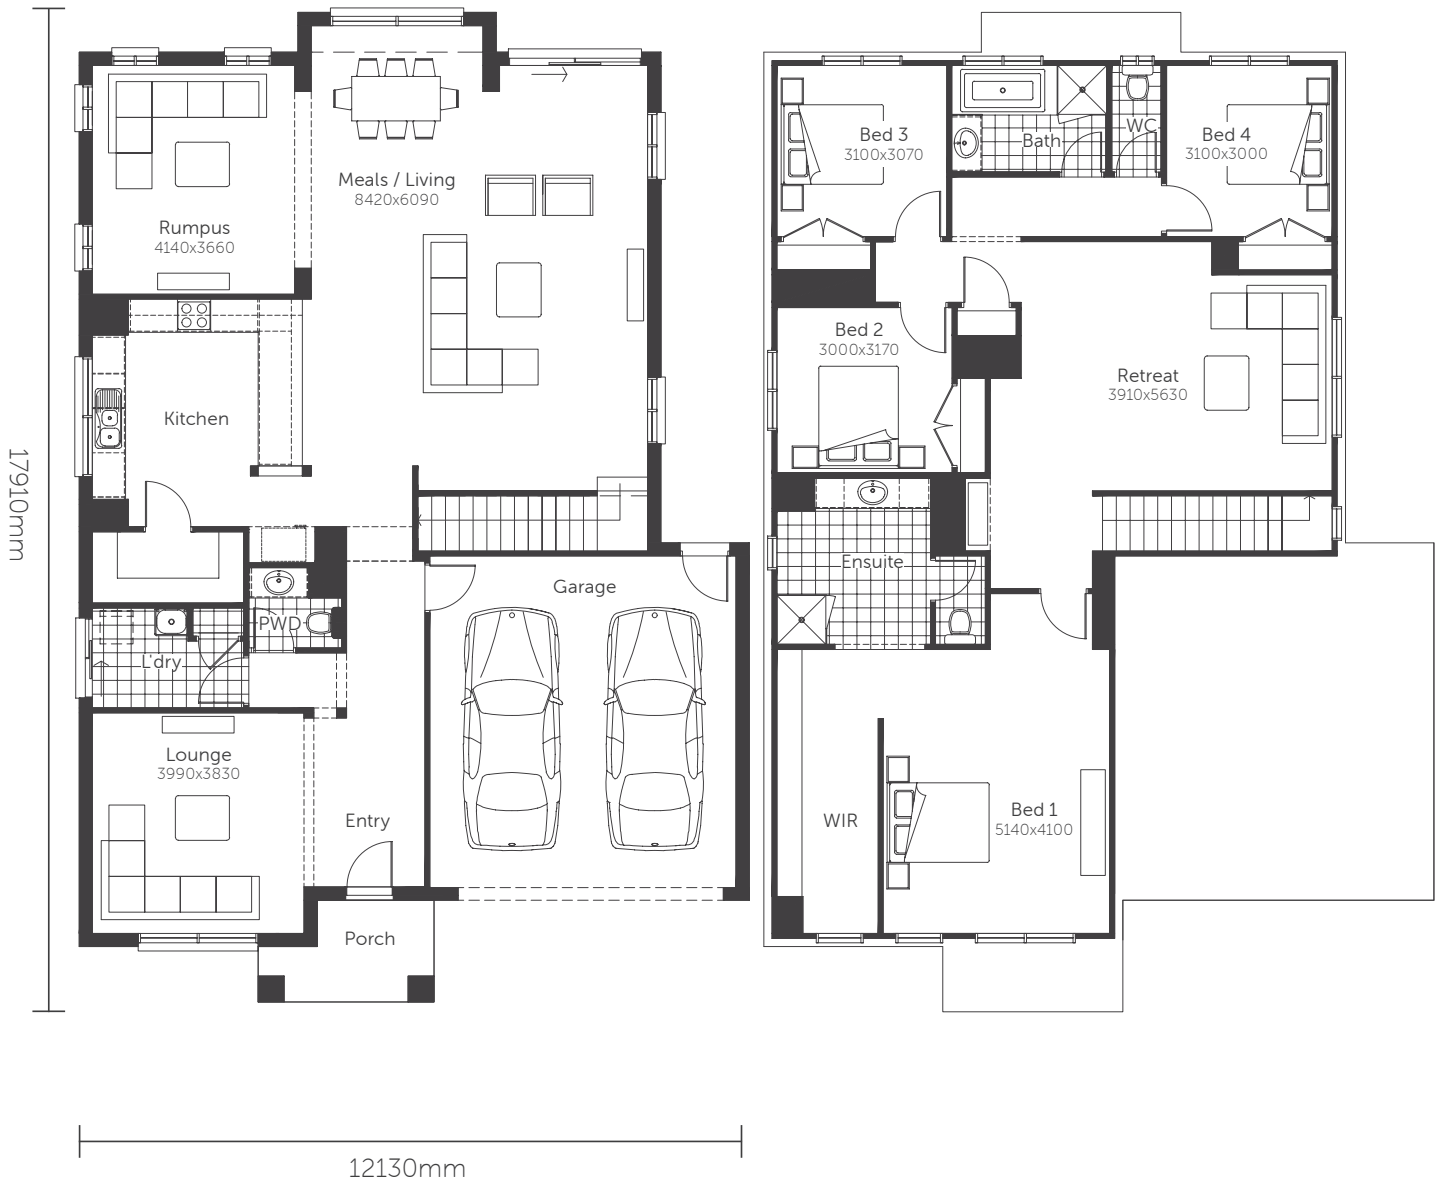 Meals / Living
8420x6090
Rumpus
4140x3660
Kitchen
17910mm
Garage
PWD
L'dry
Lounge
3990x3830
Entry
Porch
12130mm
Bed 3
3100x3070
Bath
WC
Bed 4
3100x3000
Bed 2
3000x3170
Retreat
3910x5630
Ensuite
WIR
Bed 1
5140x4100